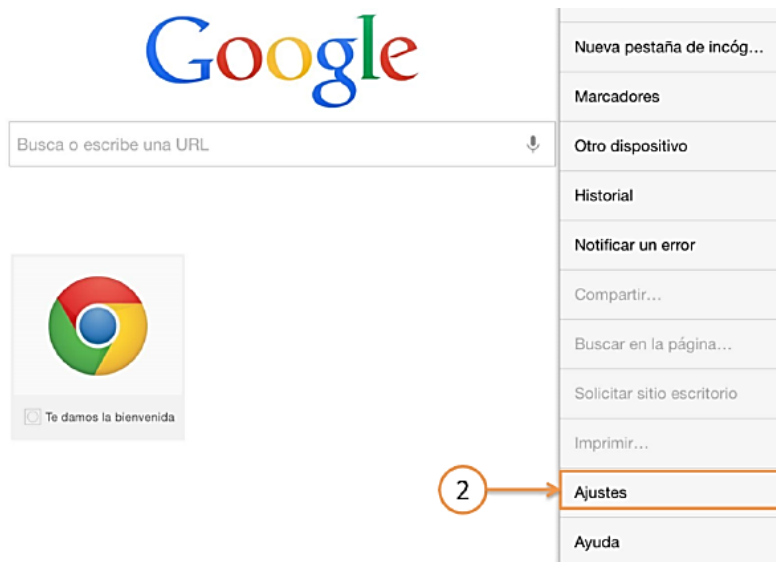 Google
Busca o escribe una URL
Te damos la bienvenida
Nueva pestaña de incóg...
Marcadores
Otro dispositivo
Historial
Notificar un error
Compartir...
Buscar en la página...
Solicitar sitio escritorio
Imprimir...
2
Ajustes
Ayuda